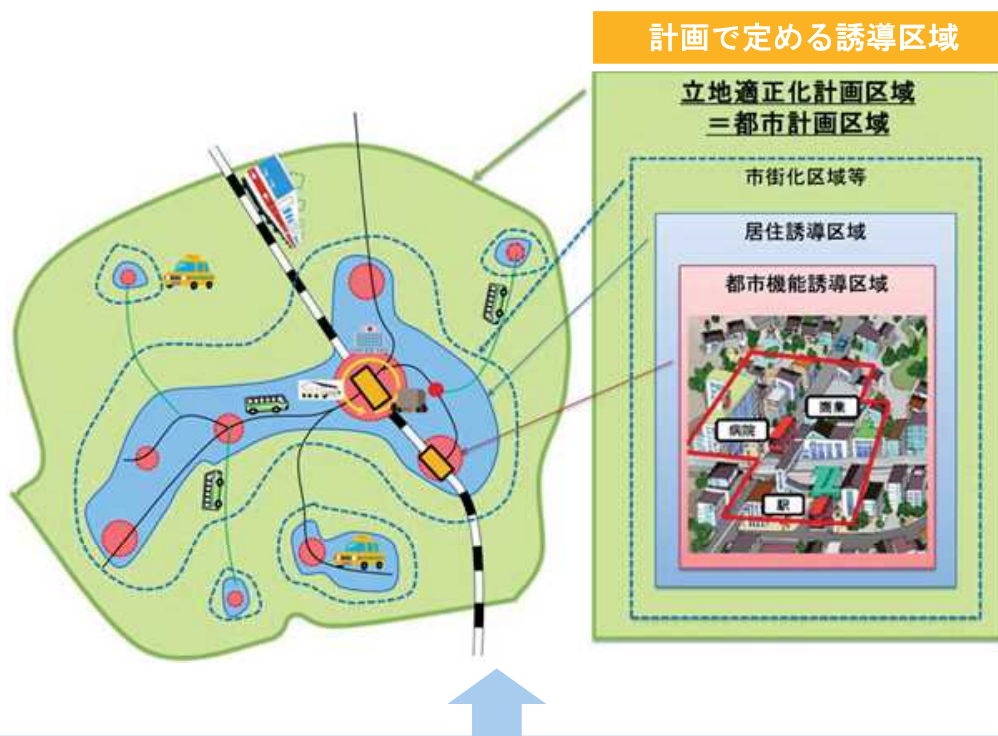 計画で定める誘導区域
立地適正化計画区域
＝都市計画区域
市街化区域等
居住誘導区域
都市機能誘導区域
商業
病院
駅